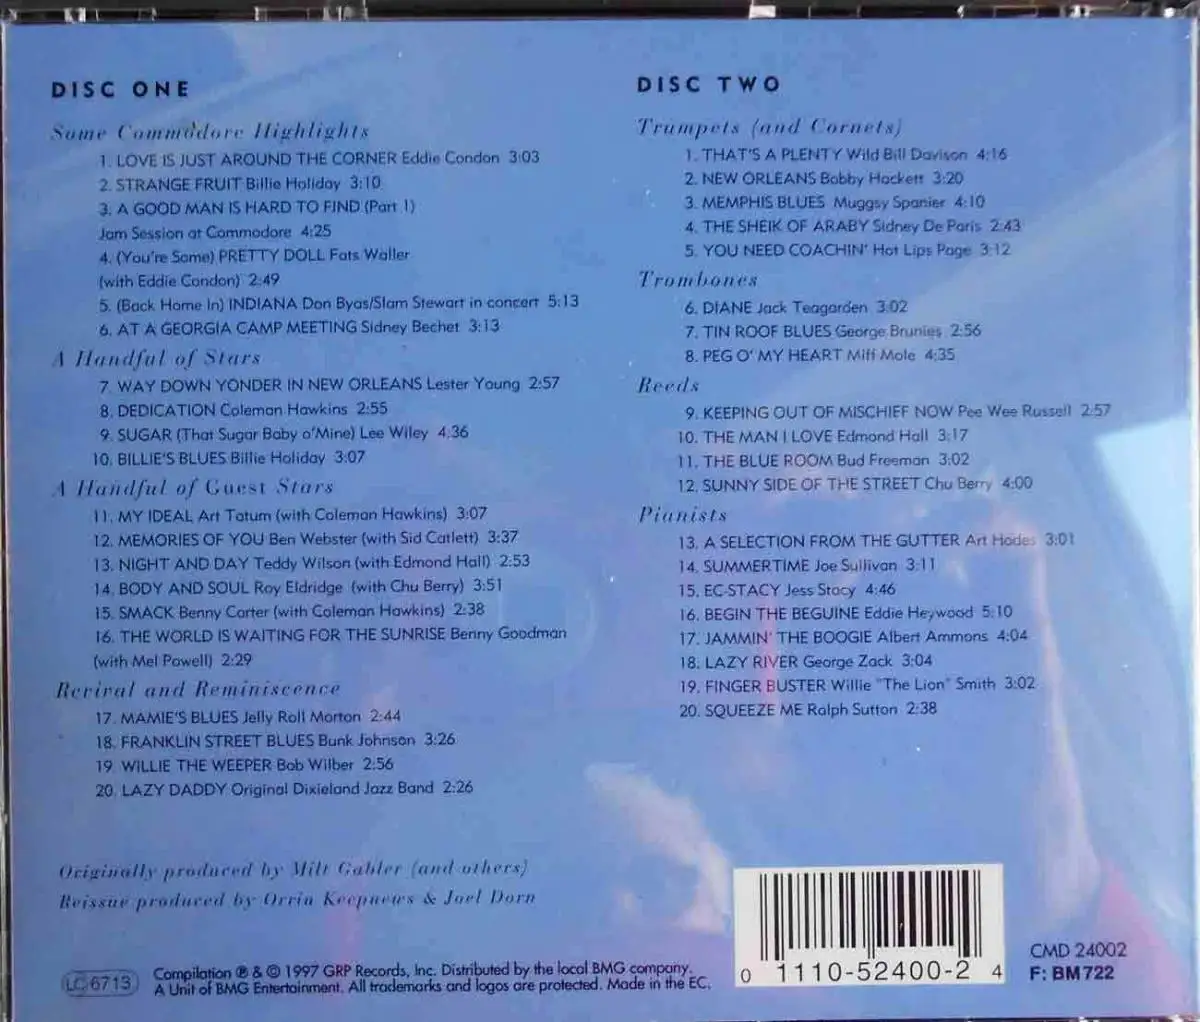 DISC ONE
Some Commodore Highlights
1. LOVE IS JUST AROUND THE CORNER Eddie Condon 3:03
2. STRANGE FRUIT Billie Holiday 3:10
3. A GOOD MAN IS HARD TO FIND (Part 1)
Jam Session at Commodore 4:25
4. (You're Some) PRETTY DOLL Fats Waller
(with Eddie Condon) 2:49
5. (Back Home In) INDIANA Don Byas/Slam Stewart in concert 5:13
6. AT A GEORGIA CAMP MEETING Sidney Bechet 3:13
A Handful of Stars
7. WAY DOWN YONDER IN NEW ORLEANS Lester Young 2:57
8. DEDICATION Coleman Hawkins 2:55
9. SUGAR (That Sugar Baby o'Mine) Lee Wiley 4:36
10. BILLIE'S BLUES Billie Holiday 3:07
A Handful of Guest Stars
11. MY IDEAL Art Tatum (with Coleman Hawkins) 3:07
12. MEMORIES OF YOU Ben Webster (with Sid Catlett) 3:37
13. NIGHT AND DAY Teddy Wilson (with Edmond Hall) 2:53
14. BODY AND SOUL Roy Eldridge (with Chu Berry) 3:51
15. SMACK Benny Carter (with Coleman Hawkins) 2:38
16. THE WORLD IS WAITING FOR THE SUNRISE Benny Goodman
(with Mel Powell) 2:29
Revival and Reminiscence
17. MAMIE'S BLUES Jelly Roll Morton 2:44
18. FRANKLIN STREET BLUES Bunk Johnson 3:26
19. WILLIE THE WEEPER Bob Wilber 2:56
20. LAZY DADDY Original Dixieland Jazz Band 2:26
DISC TWO
Trumpets (and Cornets)
1. THAT'S A PLENTY Wild Bill Davison 4:16
2. NEW ORLEANS Bobby Hackett 3:20
3. MEMPHIS BLUES Muggsy Spanier 4:10
4. THE SHEIK OF ARABY Sidney De Paris 2:43
5. YOU NEED COACHIN' Hot Lips Page 3:12
Trombones
6. DIANE Jack Teagarden 3:02
7. TIN ROOF BLUES George Brunies 2:56
8. PEG O' MY HEART Miff Mole 4:35
Reeds
9. KEEPING OUT OF MISCHIEF NOW Pee Wee Russell 2:57
10. THE MAN I LOVE Edmond Hall 3:17
11. THE BLUE ROOM Bud Freeman 3:02
12. SUNNY SIDE OF THE STREET Chu Berry 4:00
Pianists
13. A SELECTION FROM THE GUTTER Art Hodes 3:01
14. SUMMERTIME Joe Sullivan 3:11
15. EC-STACY Jess Stacy 4:46
16. BEGIN THE BEGUINE Eddie Heywood 5:10
17. JAMMIN' THE BOOGIE Albert Ammons 4:04
18. LAZY RIVER George Zack 3:04
19. FINGER BUSTER Willie "The Lion" Smith 3:02
20. SQUEEZE ME Ralph Sutton 2:38
Originally produced by Milt Gabler (and others)
Reissue produced by Orrin Keepnews & Joel Dorn
LC 6713
Compilation ℗ & © 1997 GRP Records, Inc. Distributed by the local BMG company.
A Unit of BMG Entertainment. All trademarks and logos are protected. Made in the EC.
0 1110-52400-2 4
CMD 24002
F: BM722